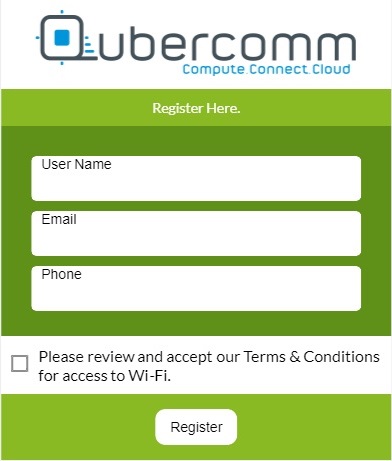 Qubercomm
Compute Connect Cloud
Register Here.
User Name
Email
Phone
Please review and accept our Terms & Conditions
for access to Wi-Fi.
Register